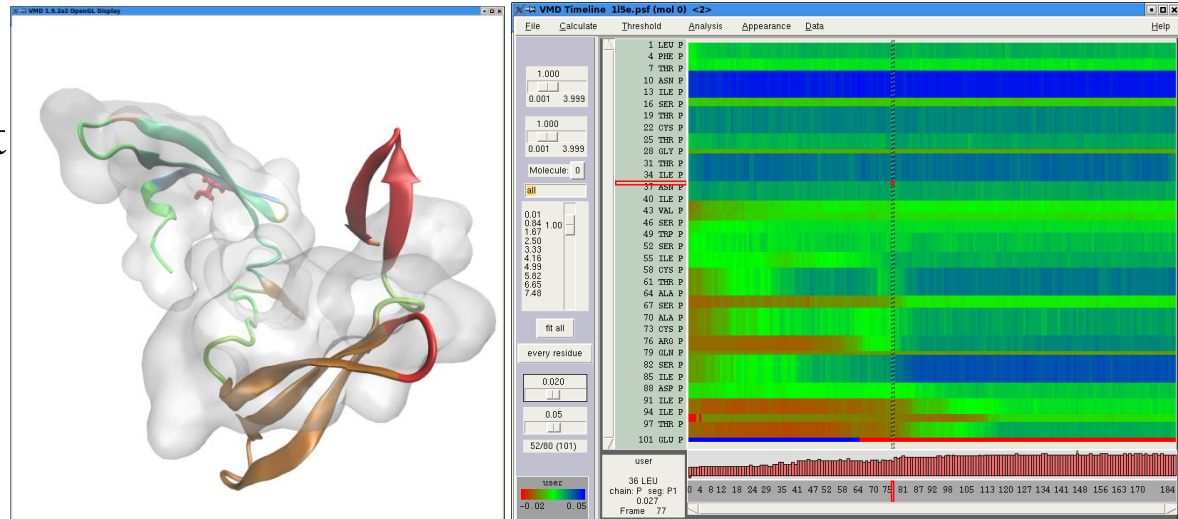 VMD 1.9.2a2 OpenGL Display
VMD Timeline 1l5e.psf (mol 0) <2>
File Calculate Threshold Analysis Appearance Data Help
1.000
0.001 3.999
1.000
0.001 3.999
Molecule: 0
all
0.01
0.84
1.67
2.50
3.33
4.16
4.99
5.82
6.65
7.48
1.00
fit all
every residue
0.020
0.05
52/80 (101)
user
-0.02 0.05
1 LEU P
4 PHE P
7 THR P
10 ASN P
13 ILE P
16 SER P
19 THR P
22 CYS P
25 THR P
28 GLY P
31 THR P
34 ILE P
37 ASN P
40 ILE P
43 VAL P
46 SER P
49 TRP P
52 SER P
55 ILE P
58 CYS P
61 THR P
64 ALA P
67 SER P
70 ALA P
73 CYS P
76 ARG P
79 GLN P
82 SER P
85 ILE P
88 ASP P
91 ILE P
94 ILE P
97 THR P
101 GLU P
user
36 LEU
chain: P seg: P1
0.027
Frame 77
0 4 8 12 18 24 29 35 41 47 52 58 64 70 75 81 87 92 98 105 113 120 127 134 141 148 156 163 170 184